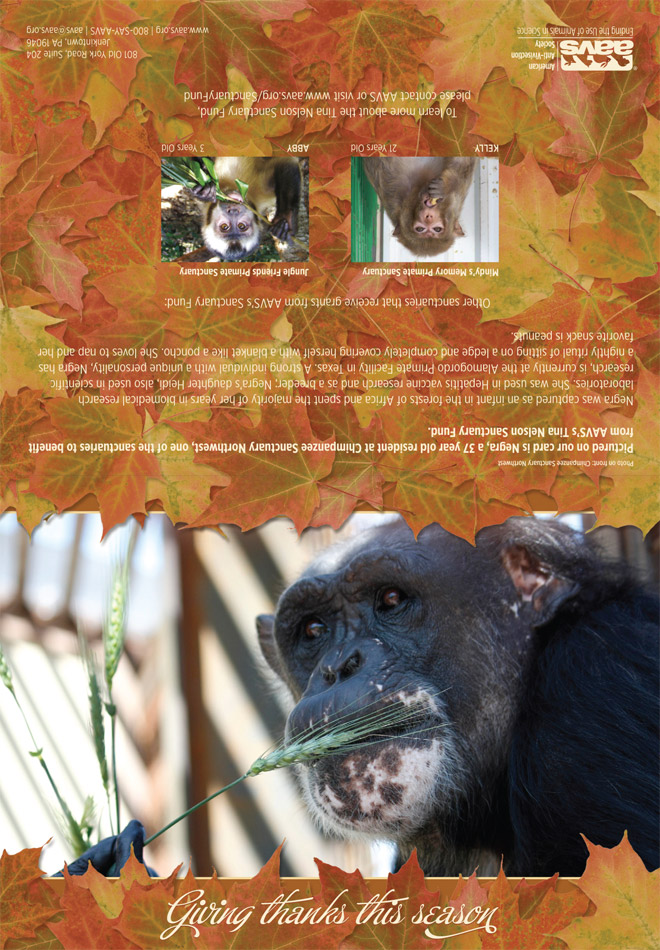 Giving thanks this season
Photo on front: Chimpanzee Sanctuary Northwest
Pictured on our card is Negra, a 37 year old resident at Chimpanzee Sanctuary Northwest, one of the sanctuaries to benefit
from AAVS's Tina Nelson Sanctuary Fund.
Negra was captured as an infant in the forests of Africa and spent the majority of her years in biomedical research
laboratories. She was used in Hepatitis vaccine research and as a breeder; Negra's daughter Heidi, also used in scientific
research, is currently at the Alamogordo Primate Facility in Texas. A strong individual with a unique personality, Negra has
a nightly ritual of sitting on a ledge and completely covering herself with a blanket like a poncho. She loves to nap and her
favorite snack is peanuts.
Other sanctuaries that receive grants from AAVS's Sanctuary Fund:
Mindy's Memory Primate Sanctuary
Jungle Friends Primate Sanctuary
KELLY 21 Years Old
ABBY 3 Years Old
To learn more about the Tina Nelson Sanctuary Fund,
please contact AAVS or visit www.aavs.org/SanctuaryFund
aavs®
American
Anti-Vivisection
Society
Ending the Use of Animals in Science
801 Old York Road, Suite 204
Jenkintown, PA 19046
www.aavs.org | 800-SAY-AAVS | aavs@aavs.org